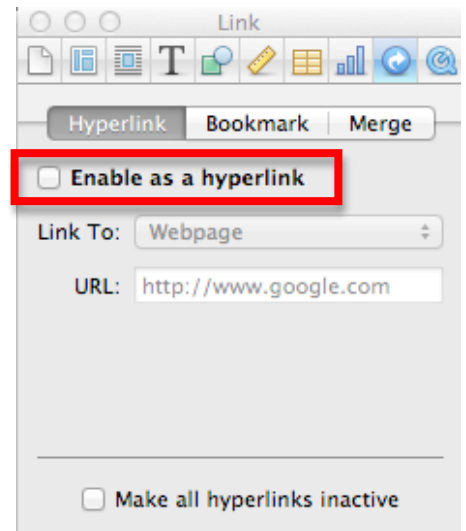 Link
T
Hyperlink Bookmark Merge
Enable as a hyperlink
Link To: Webpage
URL: http://www.google.com
Make all hyperlinks inactive